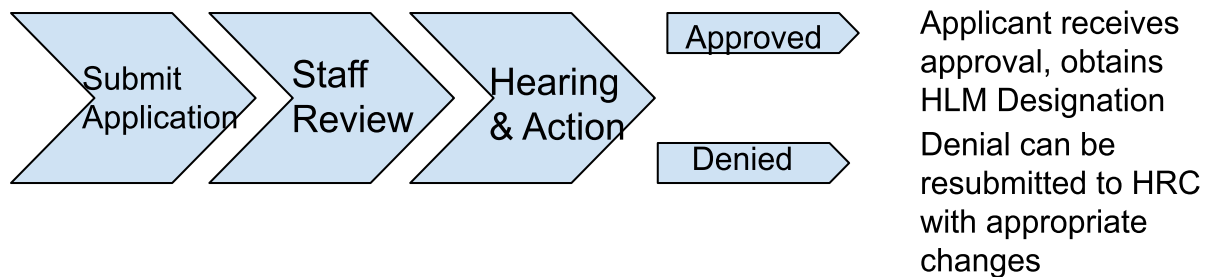 Submit
Application
Staff
Review
Hearing
& Action
Approved
Applicant receives
approval, obtains
HLM Designation
Denied
Denial can be
resubmitted to HRC
with appropriate
changes